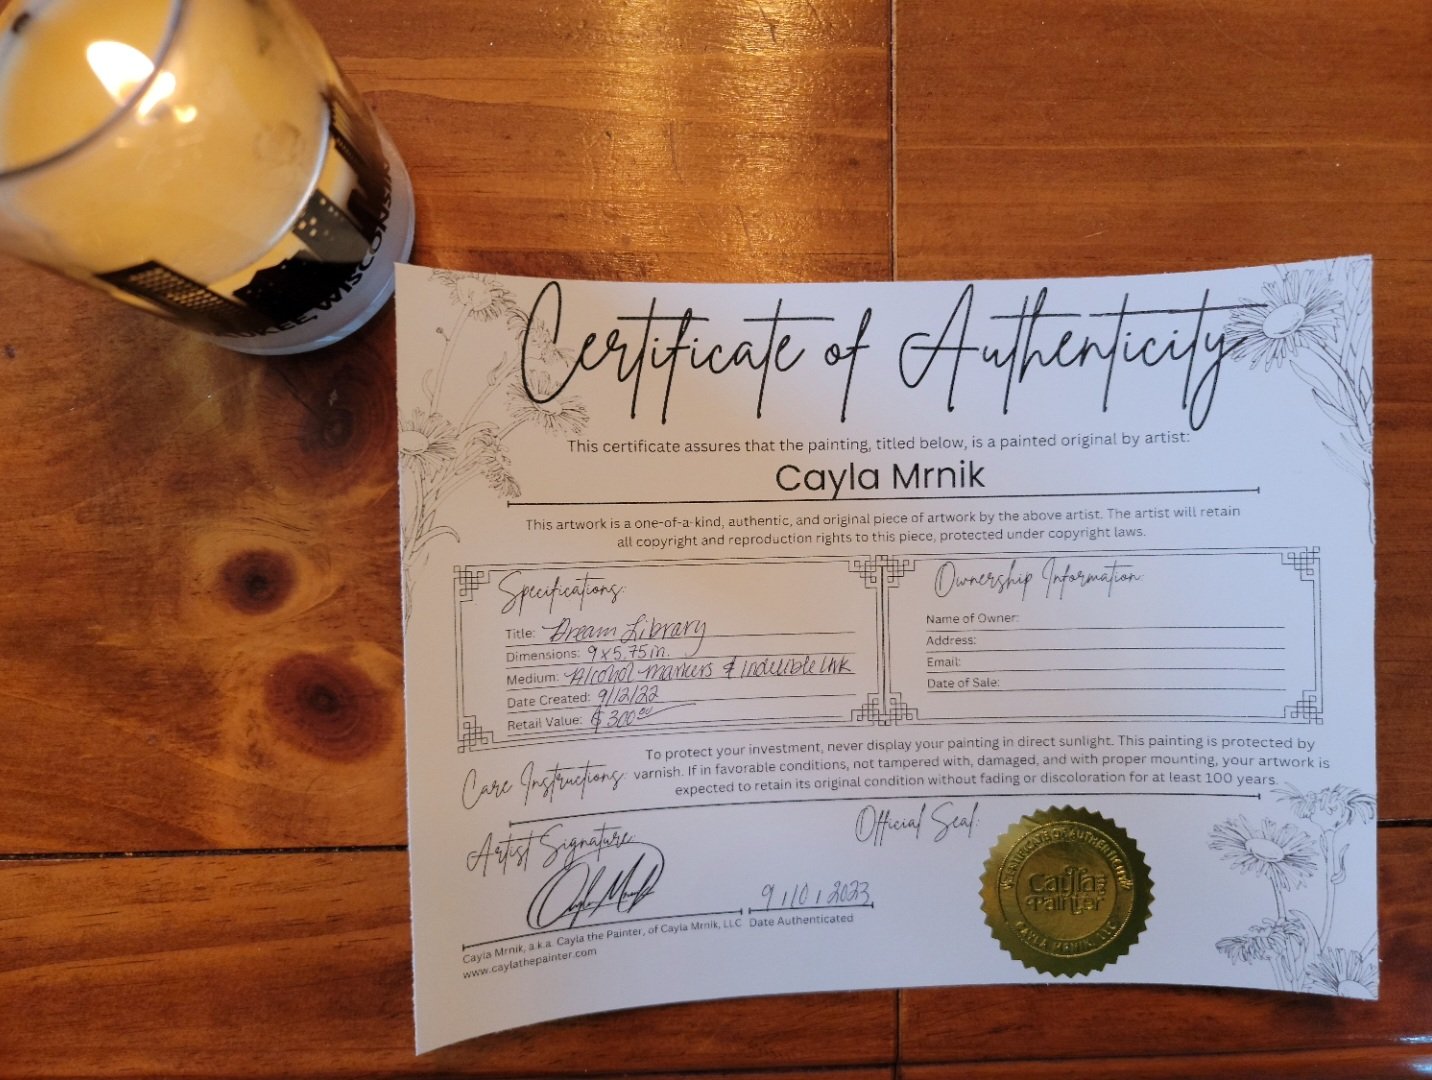 WISCONSIN
Certificate of Authenticity
This certificate assures that the painting, titled below, is a painted original by artist:
Cayla Mrnik
This artwork is a one-of-a-kind, authentic, and original piece of artwork by the above artist. The artist will retain
all copyright and reproduction rights to this piece, protected under copyright laws.
Specifications:
Title: Dream Library
Dimensions: 9 x 5.75 in.
Medium: Alcohol markers & Indelible Ink
Date Created: 9/12/22
Retail Value: $300.00
Ownership Information:
Name of Owner:
Address:
Email:
Date of Sale:
Care Instructions:
To protect your investment, never display your painting in direct sunlight. This painting is protected by
varnish. If in favorable conditions, not tampered with, damaged, and with proper mounting, your artwork is
expected to retain its original condition without fading or discoloration for at least 100 years.
Artist Signature:
Cayla Mrnik
Cayla Mrnik, a.k.a. Cayla the Painter, of Cayla Mrnik, LLC
www.caylathepainter.com
9/10/2023
Date Authenticated
Official Seal:
CERTIFICATE OF AUTHENTICITY
Cayla the
Painter
CAYLA MRNIK, LLC